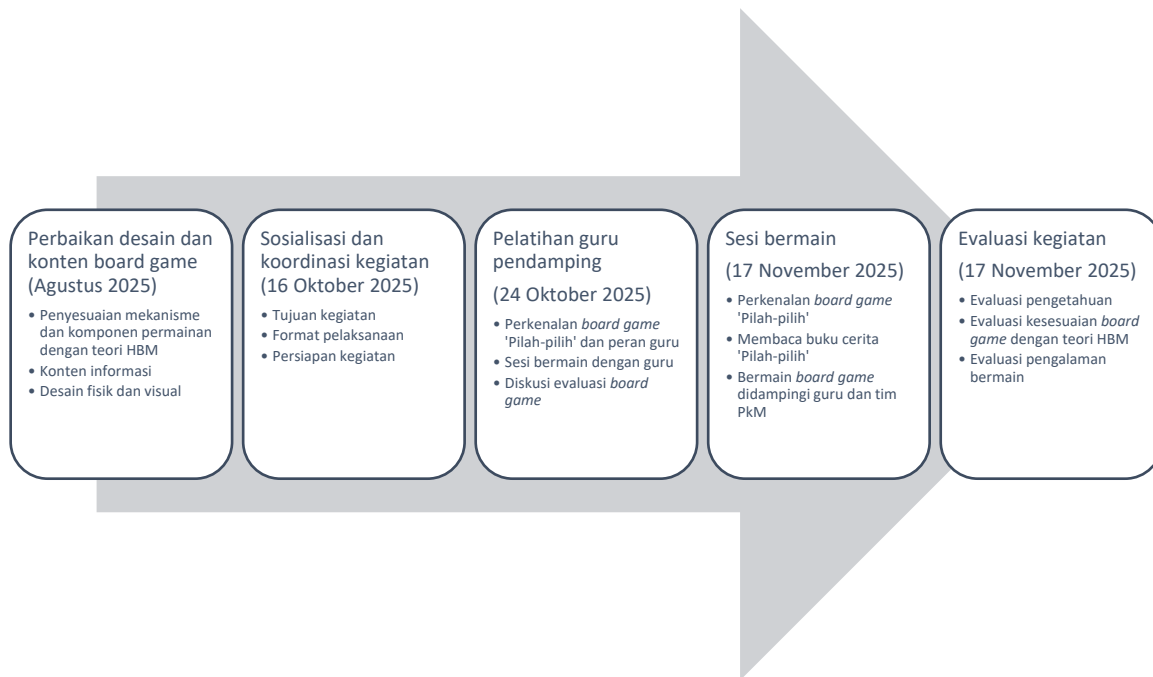 Perbaikan desain dan
konten board game
(Agustus 2025)
• Penyesuaian mekanisme
dan komponen permainan
dengan teori HBM
• Konten informasi
• Desain fisik dan visual
Sosialisasi dan
koordinasi kegiatan
(16 Oktober 2025)
• Tujuan kegiatan
• Format pelaksanaan
• Persiapan kegiatan
Pelatihan guru
pendamping
(24 Oktober 2025)
• Perkenalan board game
'Pilah-pilih' dan peran guru
• Sesi bermain dengan guru
• Diskusi evaluasi board
game
Sesi bermain
(17 November 2025)
• Perkenalan board game
'Pilah-pilih'
• Membaca buku cerita
'Pilah-pilih'
• Bermain board game
didampingi guru dan tim
PkM
Evaluasi kegiatan
(17 November 2025)
• Evaluasi pengetahuan
• Evaluasi kesesuaian board
game dengan teori HBM
• Evaluasi pengalaman
bermain